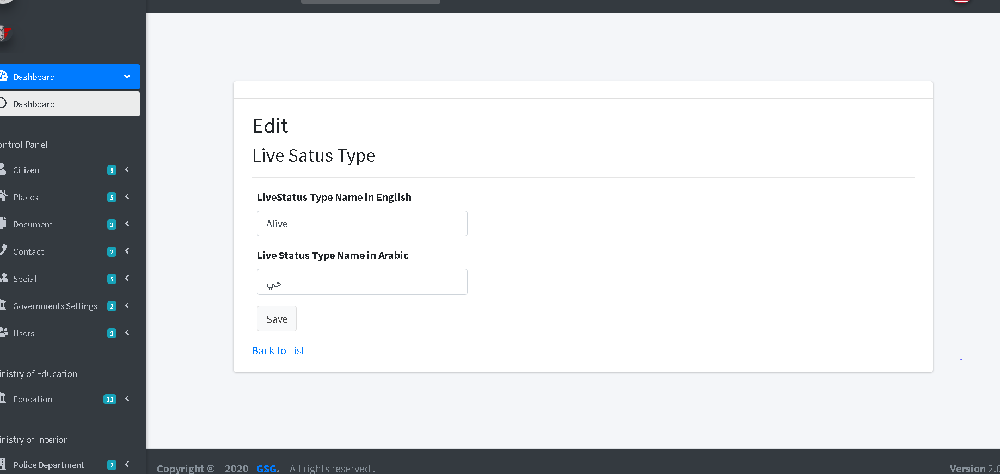 Dashboard
Dashboard
ontrol Panel
Citizen 8
Places 5
Document 2
Contact 2
Social 5
Governments Settings 2
Users 2
inistry of Education
Education 12
inistry of Interior
Police Department 2
Edit
Live Satus Type
LiveStatus Type Name in English
Alive
Live Status Type Name in Arabic
حي
Save
Back to List
Copyright © 2020 GSG. All rights reserved .
Version 2.0